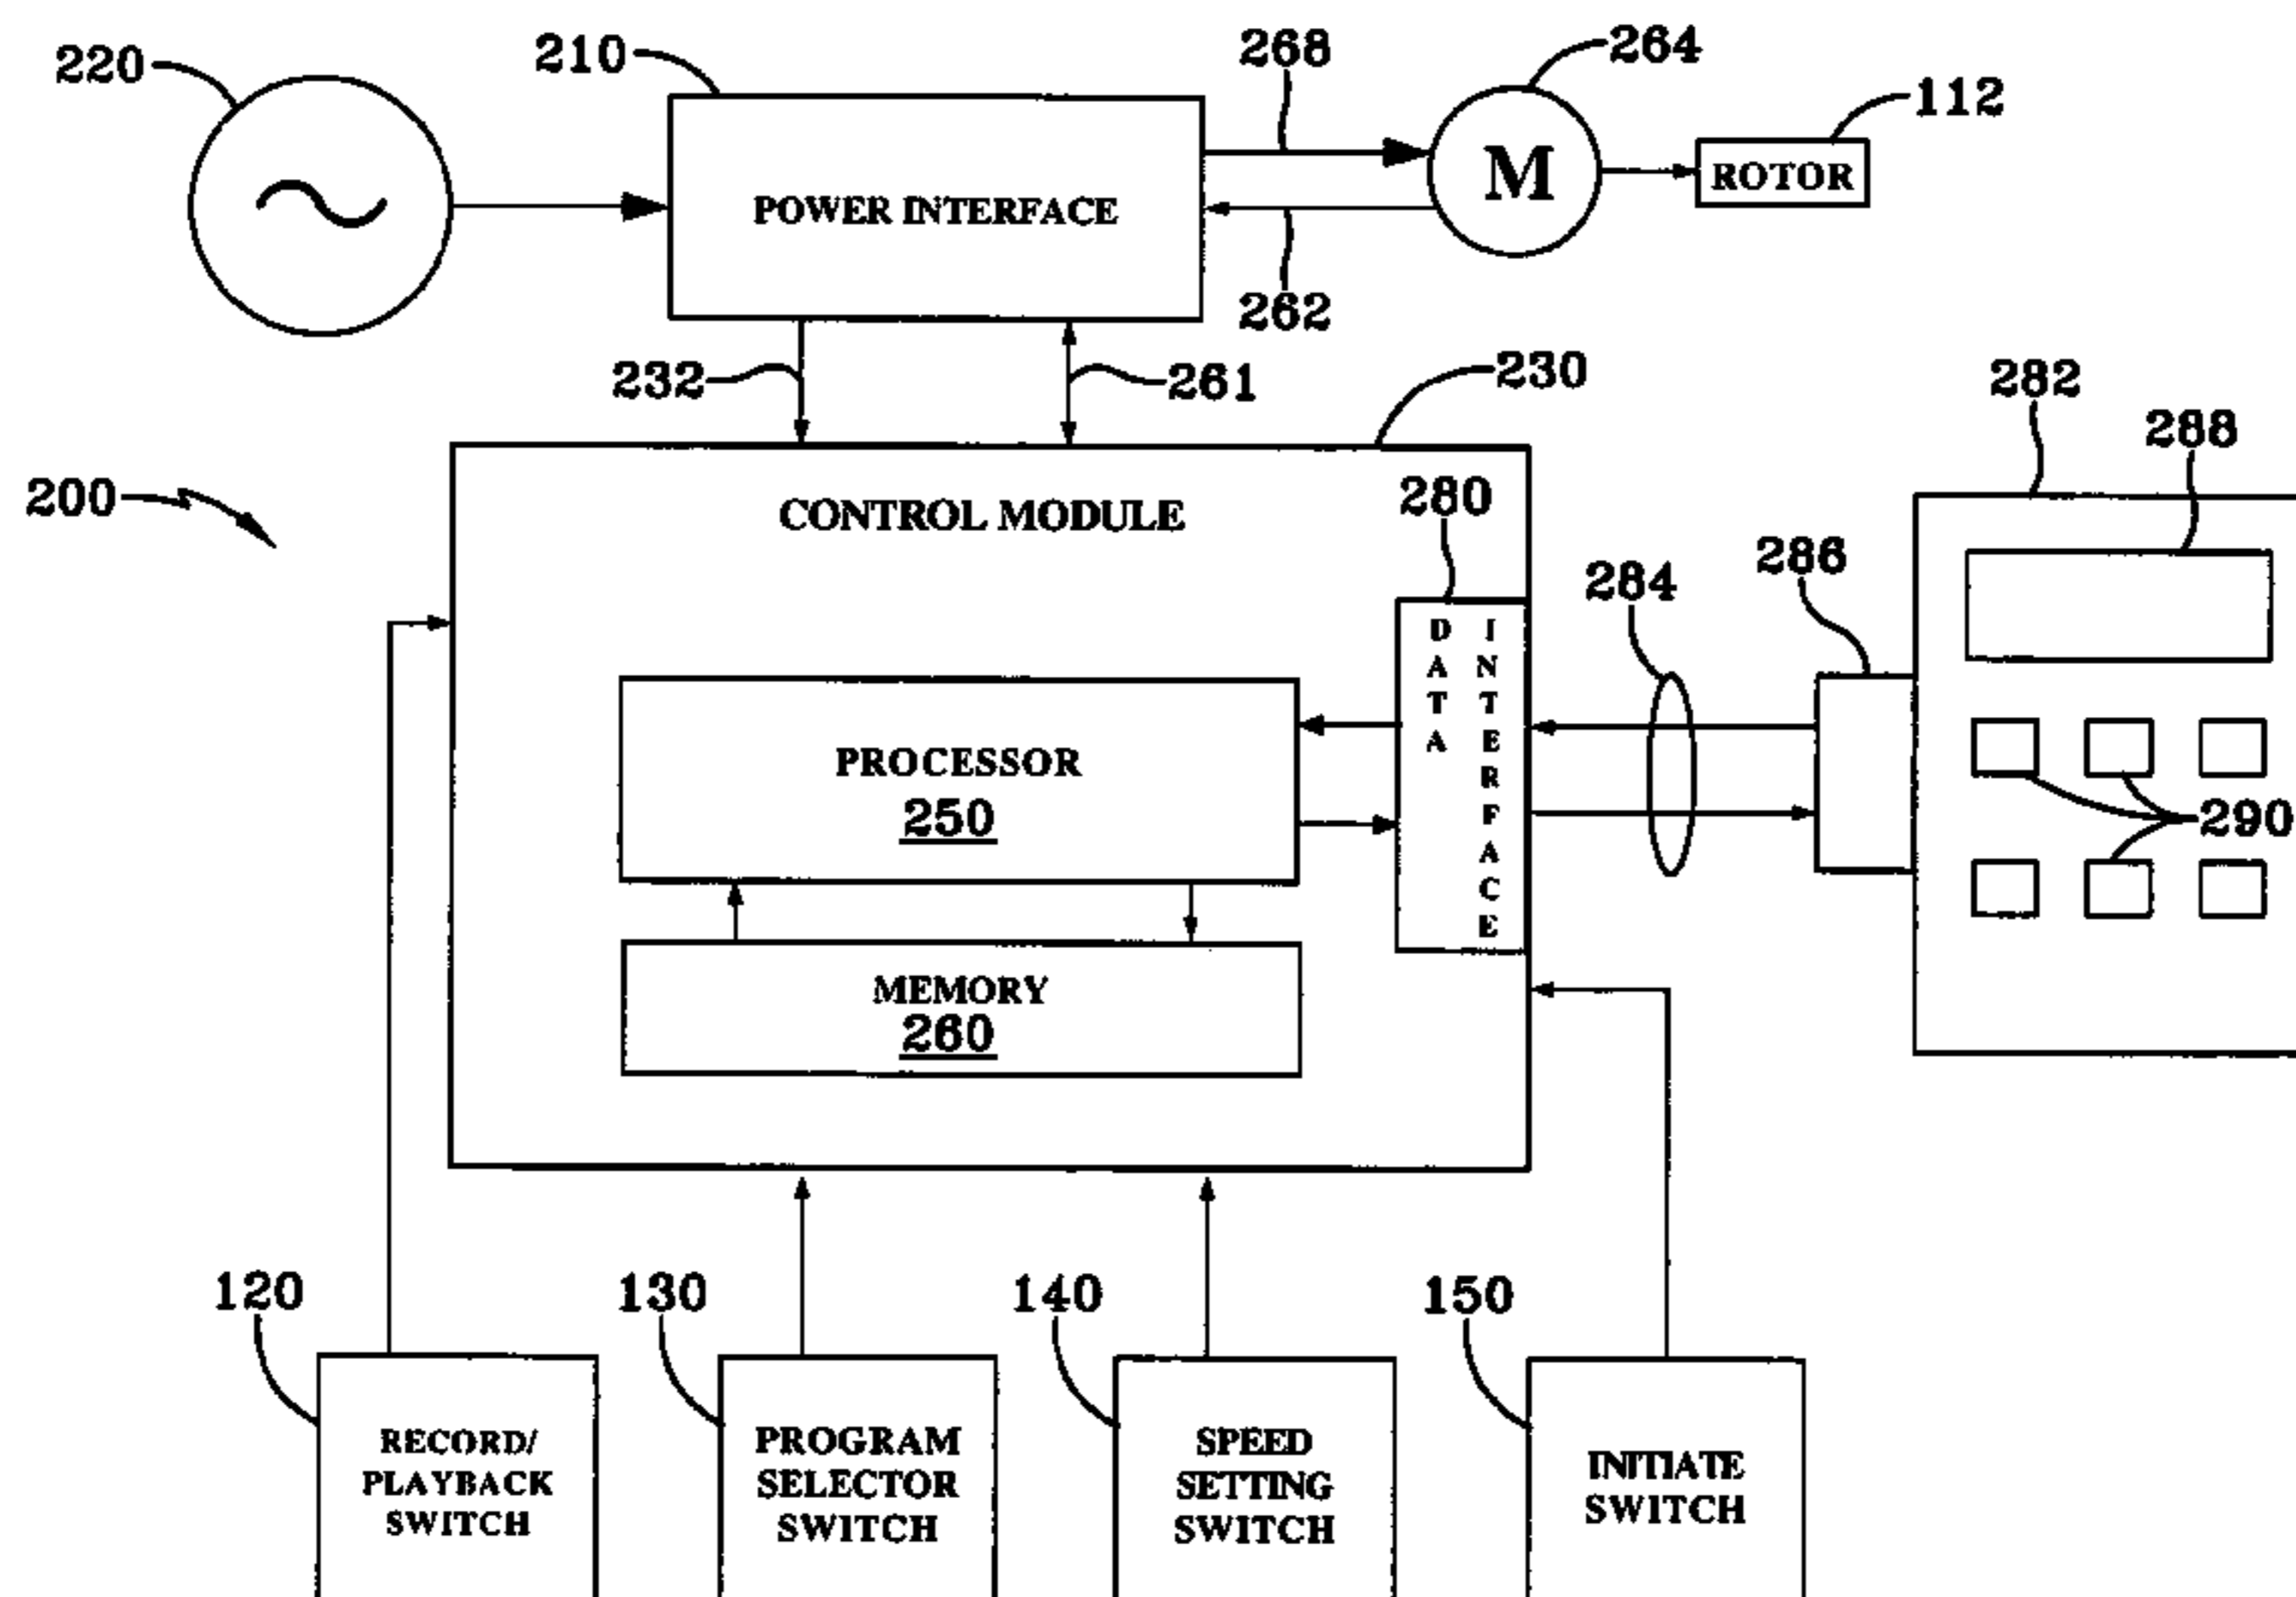 220
210
268
264
112
M
ROTOR
POWER INTERFACE
262
232
261
230
282
288
200
CONTROL MODULE
280
284
286
DATA
INTERFACE
PROCESSOR
250
290
MEMORY
260
120
130
140
150
RECORD/
PLAYBACK
SWITCH
PROGRAM
SELECTOR
SWITCH
SPEED
SETTING
SWITCH
INITIATE
SWITCH